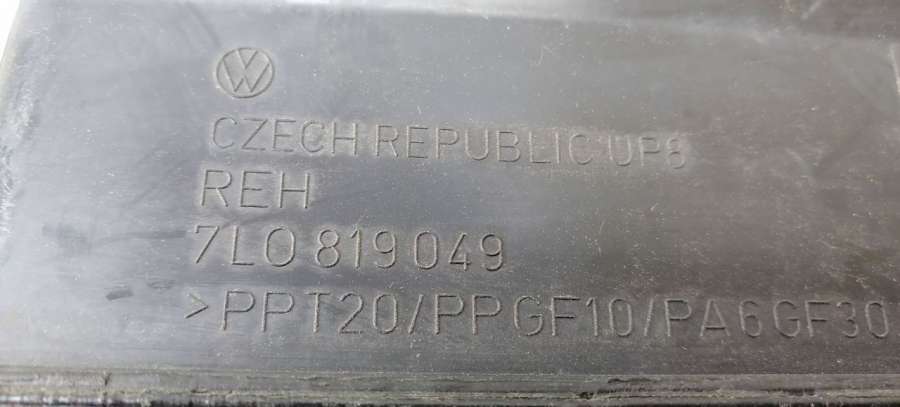 CZECH REPUBLIC UP8
REH
7L0 819 049
>PPT20/PPGF10/PA6GF30